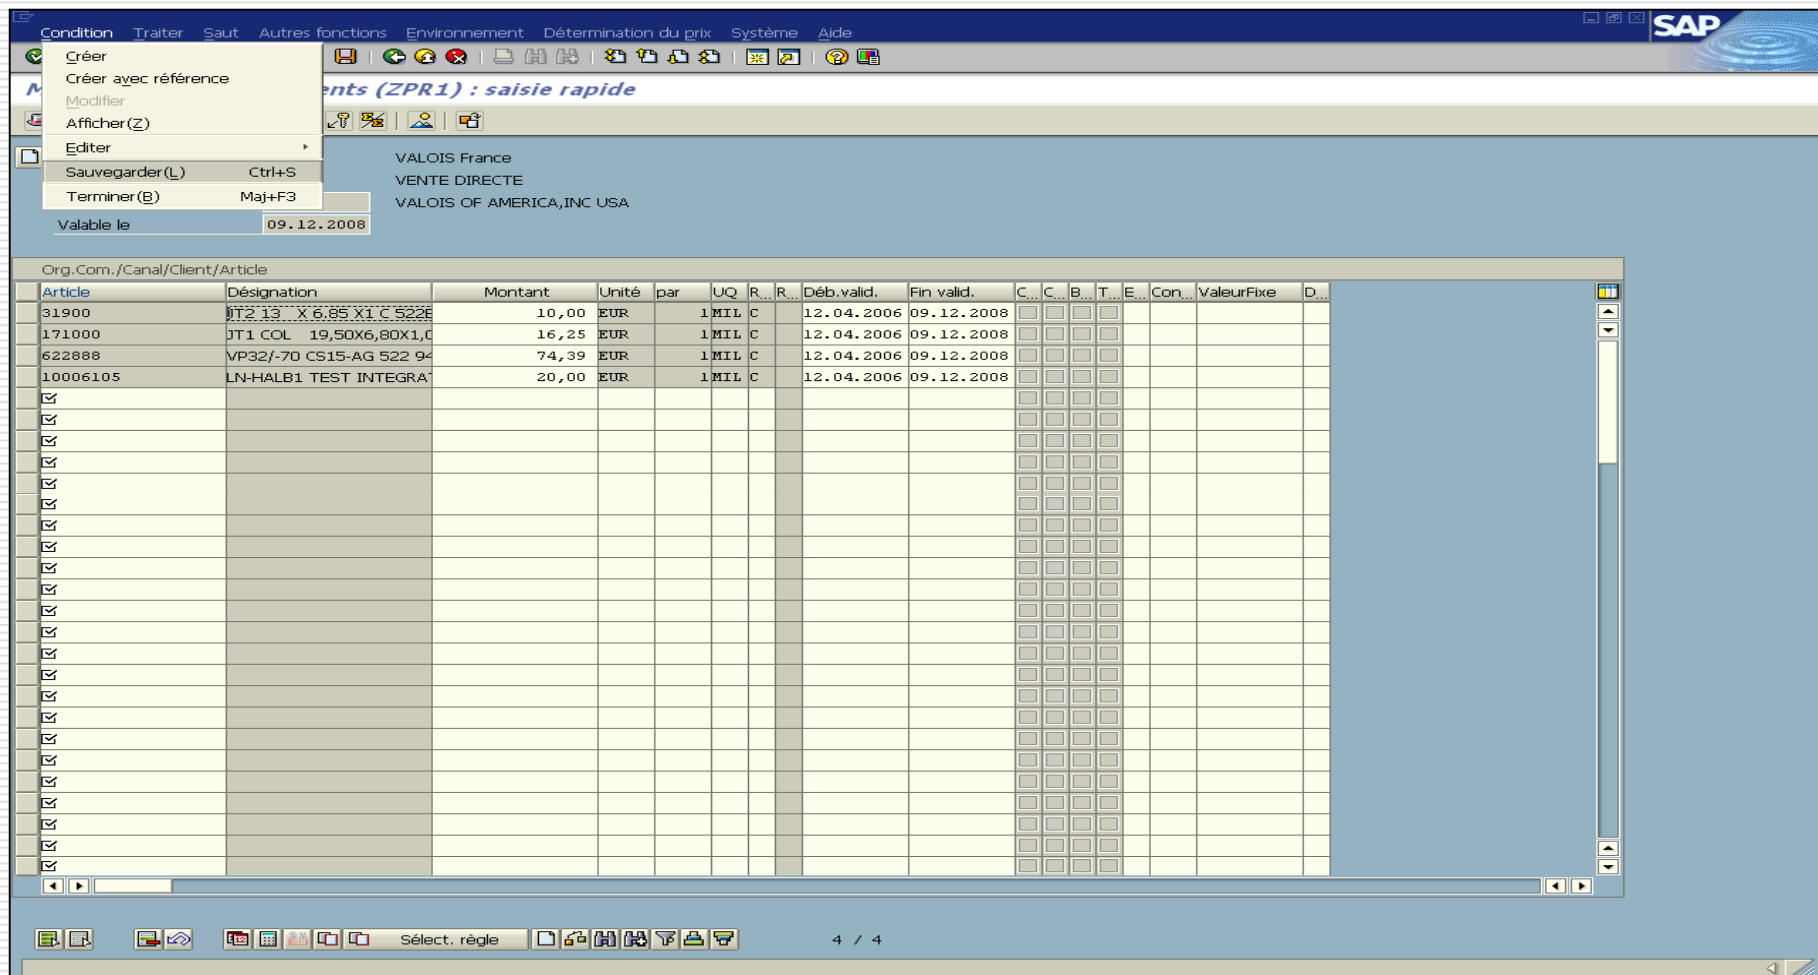 Condition Traiter Saut Autres fonctions Environnement Détermination du prix Système Aide
SAP
Créer
Créer avec référence
Modifier
Afficher(Z)
Editer
Sauvegarder(L) Ctrl+S
Terminer(B) Maj+F3
(ZPR1) : saisie rapide
VALOIS France
VENTE DIRECTE
VALOIS OF AMERICA,INC USA
Valable le 09.12.2008
Org.Com./Canal/Client/Article
Article Désignation Montant Unité par UQ R... R... Déb.valid. Fin valid. C... C... B... T... E... Con... ValeurFixe D...
31900 JT2 13 X 6,85 X1 C 522 10,00 EUR 1 MIL C 12.04.2006 09.12.2008
171000 JT1 COL 19,50X6,80X1,0 16,25 EUR 1 MIL C 12.04.2006 09.12.2008
622888 VP32/-70 CS15-AG 522 94 74,39 EUR 1 MIL C 12.04.2006 09.12.2008
10006105 LN-HALB1 TEST INTEGRA 20,00 EUR 1 MIL C 12.04.2006 09.12.2008
Sélect. règle
4 / 4